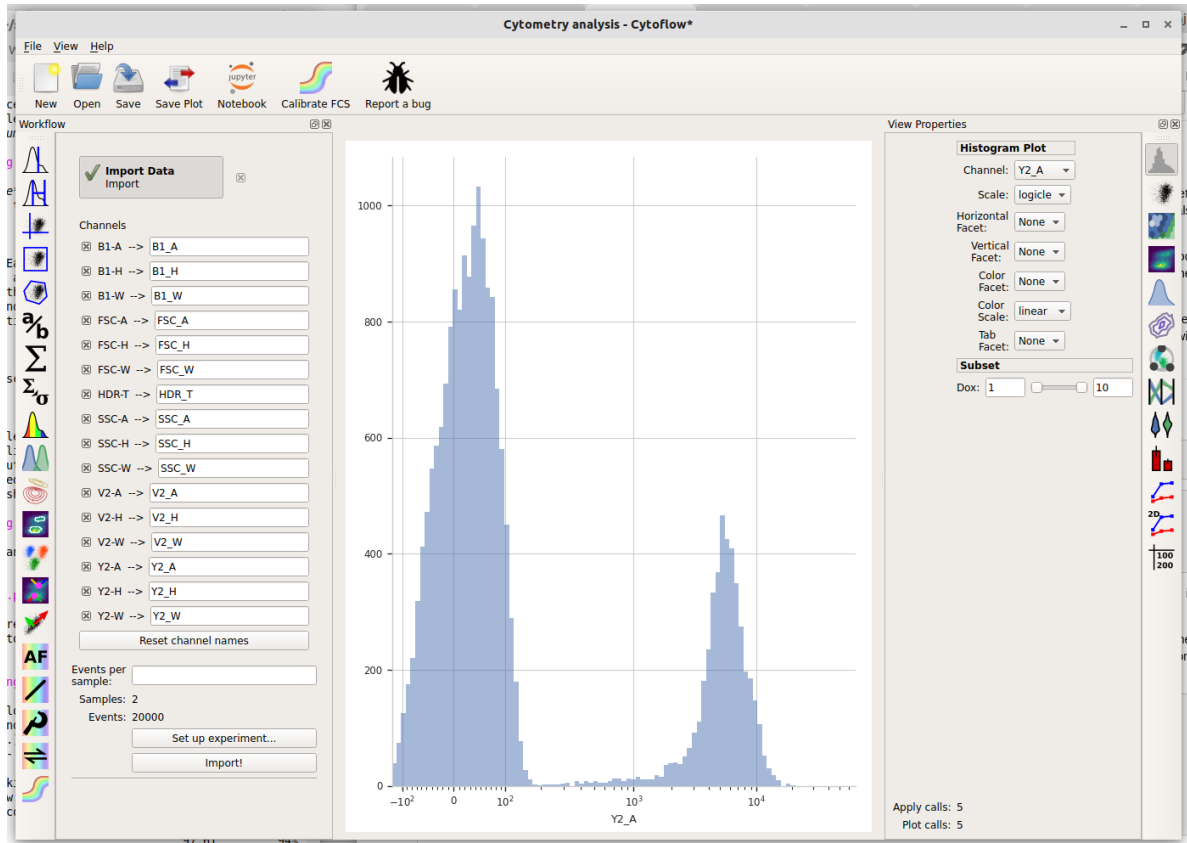 Cytometry analysis - Cytoflow*
File View Help
New Open Save Save Plot Notebook Calibrate FCS Report a bug
jupyter
Workflow
Import Data
Import
Channels
B1-A --> B1_A
B1-H --> B1_H
B1-W --> B1_W
FSC-A --> FSC_A
FSC-H --> FSC_H
FSC-W --> FSC_W
HDR-T --> HDR_T
SSC-A --> SSC_A
SSC-H --> SSC_H
SSC-W --> SSC_W
V2-A --> V2_A
V2-H --> V2_H
V2-W --> V2_W
Y2-A --> Y2_A
Y2-H --> Y2_H
Y2-W --> Y2_W
Reset channel names
Events per
sample:
Samples: 2
Events: 20000
Set up experiment...
Import!
a/b
Σ
Σ,σ
AF
1000
800
600
400
200
0
−10² 0 10² 10³ 10⁴
Y2_A
View Properties
Histogram Plot
Channel: Y2_A
Scale: logicle
Horizontal
Facet: None
Vertical
Facet: None
Color
Facet: None
Color
Scale: linear
Tab
Facet: None
Subset
Dox: 1 10
Apply calls: 5
Plot calls: 5
2D
100
200